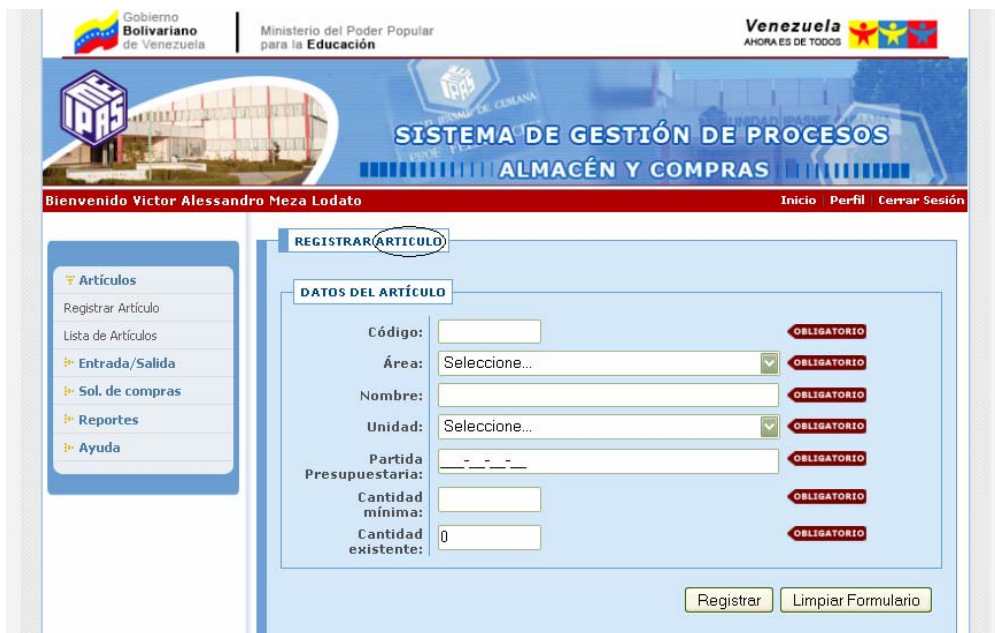 Gobierno
Bolivariano
de Venezuela
Ministerio del Poder Popular
para la Educación
Venezuela
AHORA ES DE TODOS
IPAS
ME
SISTEMA DE GESTIÓN DE PROCESOS
ALMACÉN Y COMPRAS
Bienvenido Victor Alessandro Meza Lodato
Inicio | Perfil | Cerrar Sesión
Artículos
Registrar Artículo
Lista de Artículos
Entrada/Salida
Sol. de compras
Reportes
Ayuda
REGISTRAR ARTICULO
DATOS DEL ARTÍCULO
Código: OBLIGATORIO
Área: Seleccione... OBLIGATORIO
Nombre: OBLIGATORIO
Unidad: Seleccione... OBLIGATORIO
Partida
Presupuestaria: ___-__-__-__ OBLIGATORIO
Cantidad
mínima: OBLIGATORIO
Cantidad
existente: 0 OBLIGATORIO
Registrar Limpiar Formulario